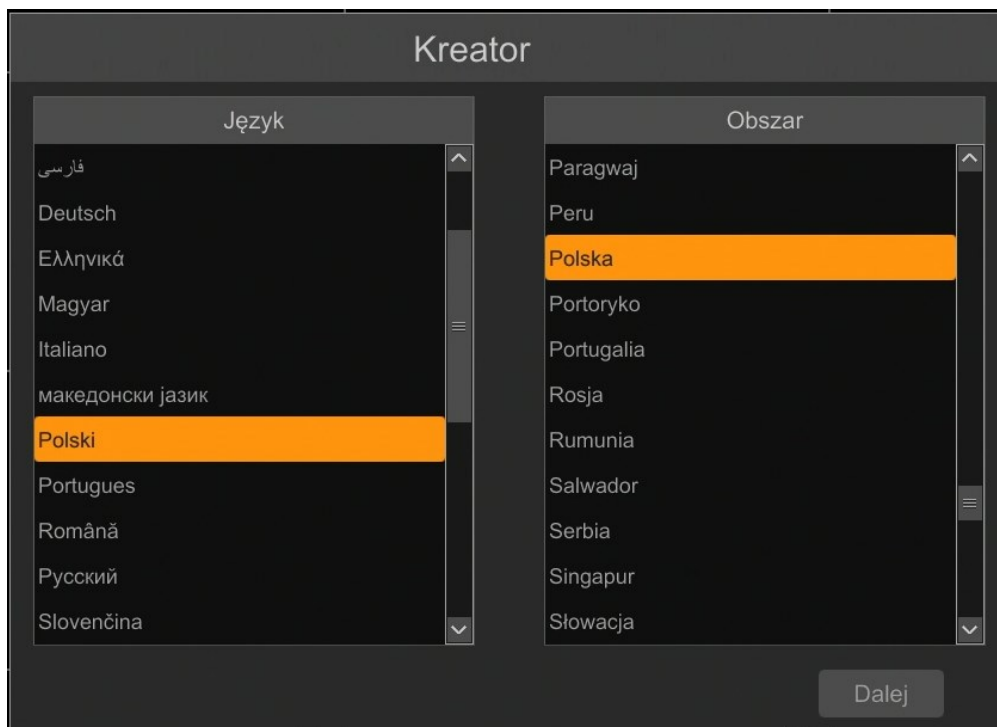 Kreator
Język
فارسی
Deutsch
Ελληνικά
Magyar
Italiano
македонски јазик
Polski
Portugues
Română
Русский
Slovenčina
Obszar
Paragwaj
Peru
Polska
Portoryko
Portugalia
Rosja
Rumunia
Salwador
Serbia
Singapur
Słowacja
Dalej